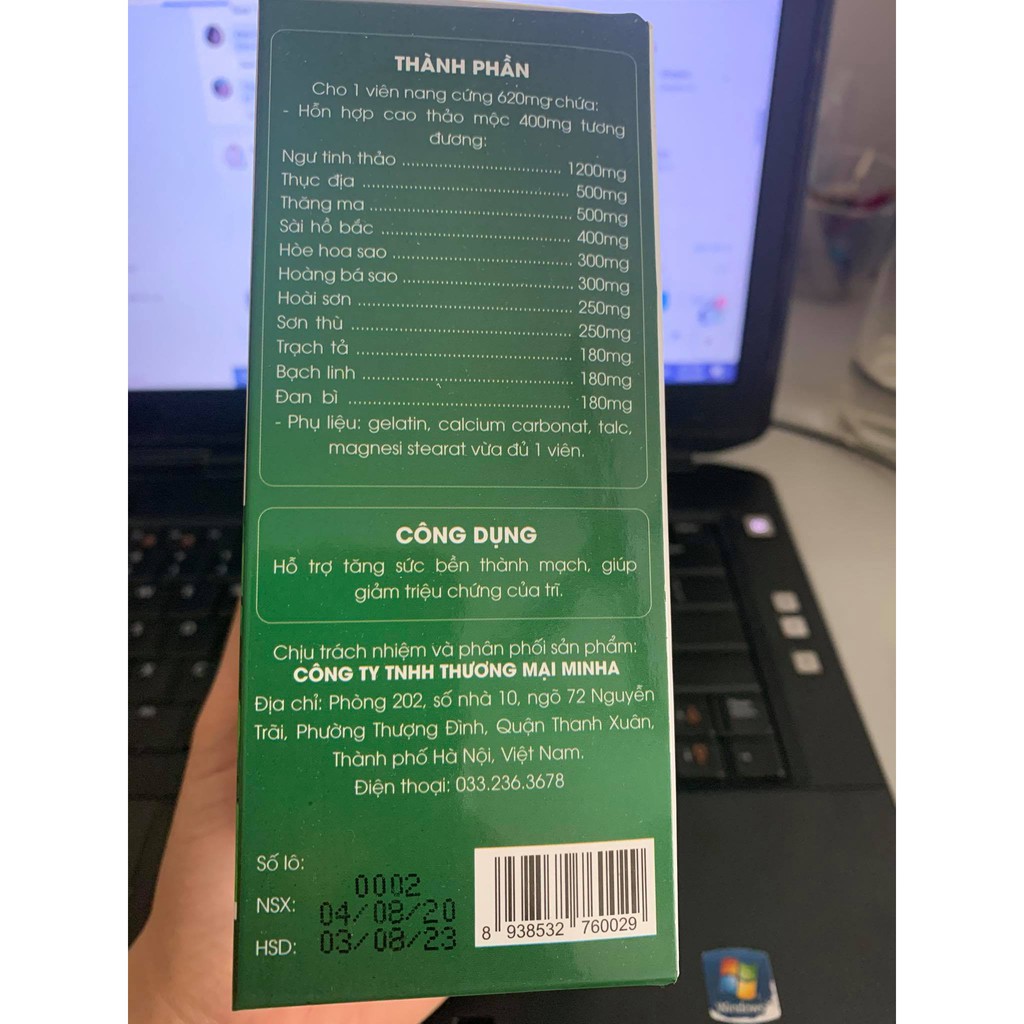 THÀNH PHẦN
Cho 1 viên nang cứng 620mg chứa:
- Hỗn hợp cao thảo mộc 400mg tương
đương:
Ngư tinh thảo .................................. 1200mg
Thục địa ............................................ 500mg
Thăng ma ........................................... 500mg
Sài hồ bắc ......................................... 400mg
Hòe hoa sao ...................................... 300mg
Hoàng bá sao .................................... 300mg
Hoài sơn .............................................. 250mg
Sơn thù ............................................... 250mg
Trạch tả .............................................. 180mg
Bạch linh ............................................. 180mg
Đan bì ................................................ 180mg
- Phụ liệu: gelatin, calcium carbonat, talc,
magnesi stearat vừa đủ 1 viên.
CÔNG DỤNG
Hỗ trợ tăng sức bền thành mạch, giúp
giảm triệu chứng của trĩ.
Chịu trách nhiệm và phân phối sản phẩm:
CÔNG TY TNHH THƯƠNG MẠI MINHA
Địa chỉ: Phòng 202, số nhà 10, ngõ 72 Nguyễn
Trãi, Phường Thượng Đình, Quận Thanh Xuân,
Thành phố Hà Nội, Việt Nam.
Điện thoại: 033.236.3678
Số lô: 0002
NSX: 04/08/20
HSD: 03/08/23
8 938532 760029
Windows